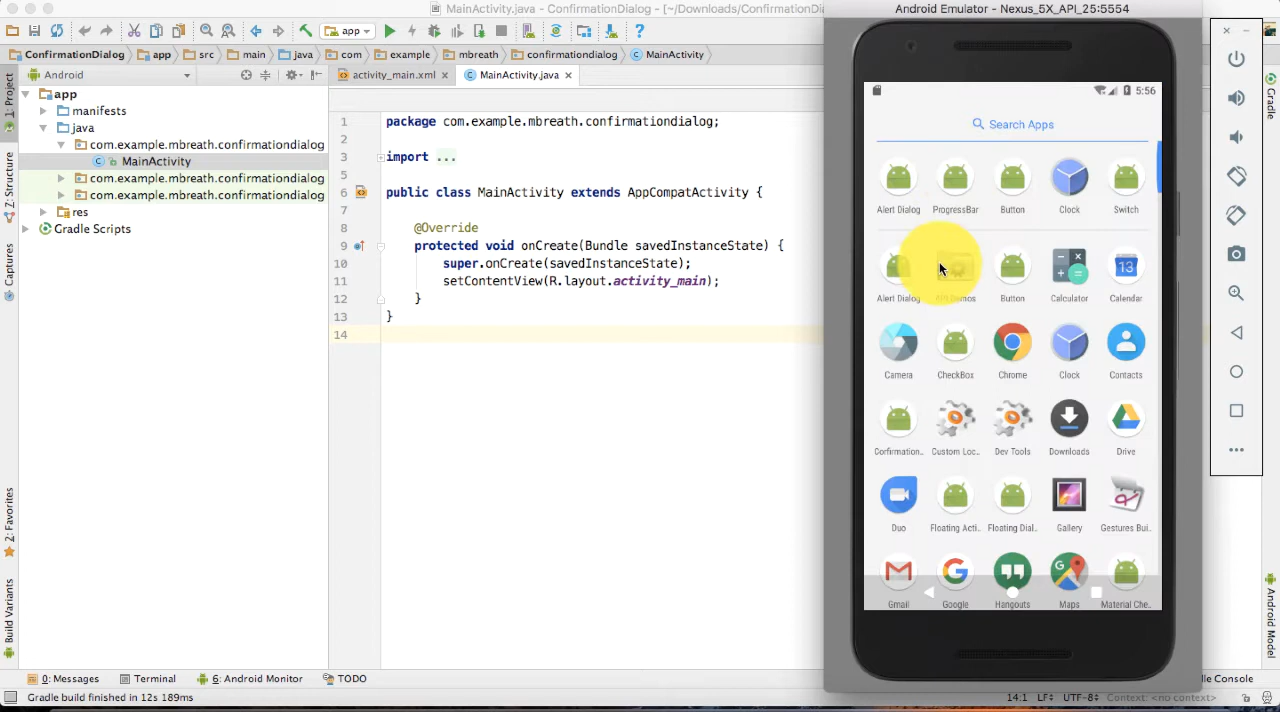 MainActivity.java - ConfirmationDialog - [~/Downloads/ConfirmationDi
Android Emulator - Nexus_5X_API_25:5554
app
ConfirmationDialog
app
src
main
java
com
example
mbreath
confirmationdialog
MainActivity
Android
activity_main.xml
MainActivity.java
app
manifests
java
com.example.mbreath.confirmationdialog
MainActivity
com.example.mbreath.confirmationdialog
com.example.mbreath.confirmationdialog
res
Gradle Scripts
1: Project
7: Structure
Captures
2: Favorites
Build Variants
1 package com.example.mbreath.confirmationdialog;
2
3 import ...
5
6 public class MainActivity extends AppCompatActivity {
7
8 @Override
9 protected void onCreate(Bundle savedInstanceState) {
10 super.onCreate(savedInstanceState);
11 setContentView(R.layout.activity_main);
12 }
13 }
14
5:56
Search Apps
Alert Dialog ProgressBar Button Clock Switch
Alert Dialog API Demos Button Calculator Calendar
13
Camera CheckBox Chrome Clock Contacts
Confirmation.. Custom Loc.. Dev Tools Downloads Drive
Duo Floating Acti.. Floating Dial.. Gallery Gestures Bui..
Gmail Google Hangouts Maps Material Che..
Gradle
Android Model
0: Messages
Terminal
6: Android Monitor
TODO
le Console
Gradle build finished in 12s 189ms
14:1 LF÷ UTF-8÷ Context: <no context>